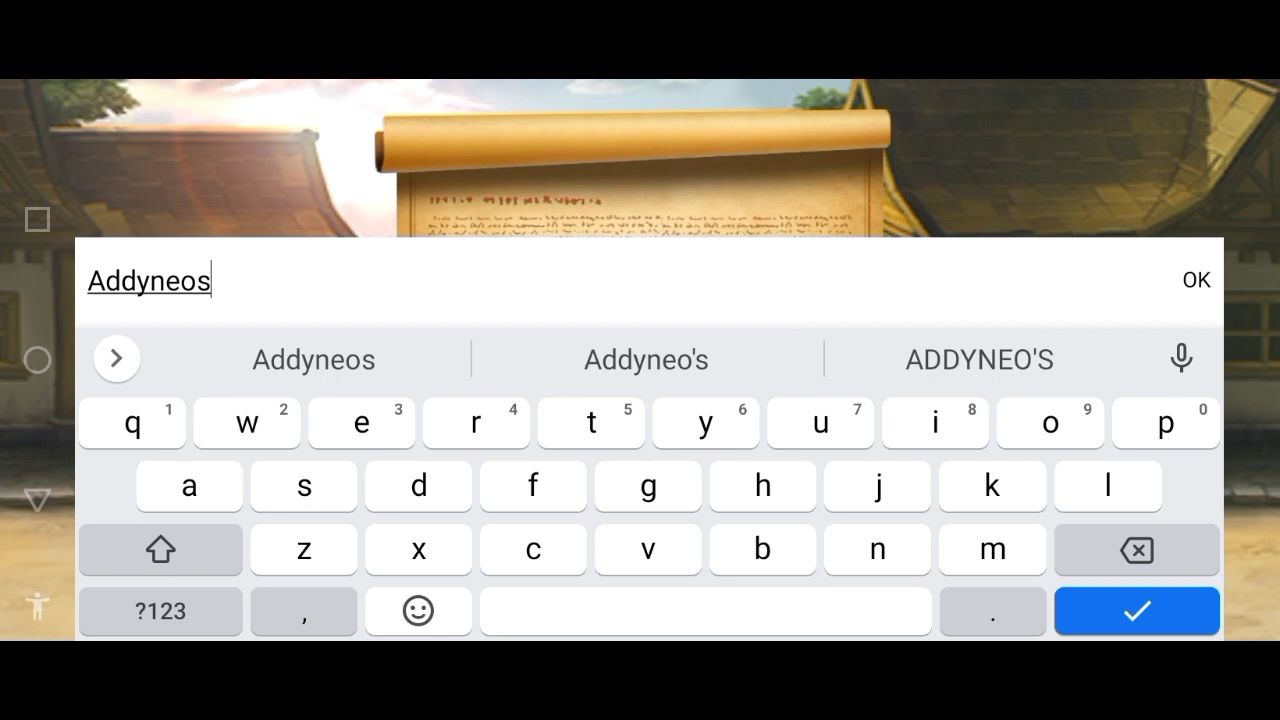 Addyneos OK
Addyneos Addyneo's ADDYNEO'S
q 1 w 2 e 3 r 4 t 5 y 6 u 7 i 8 o 9 p 0
a s d f g h j k l
z x c v b n m
?123 , .